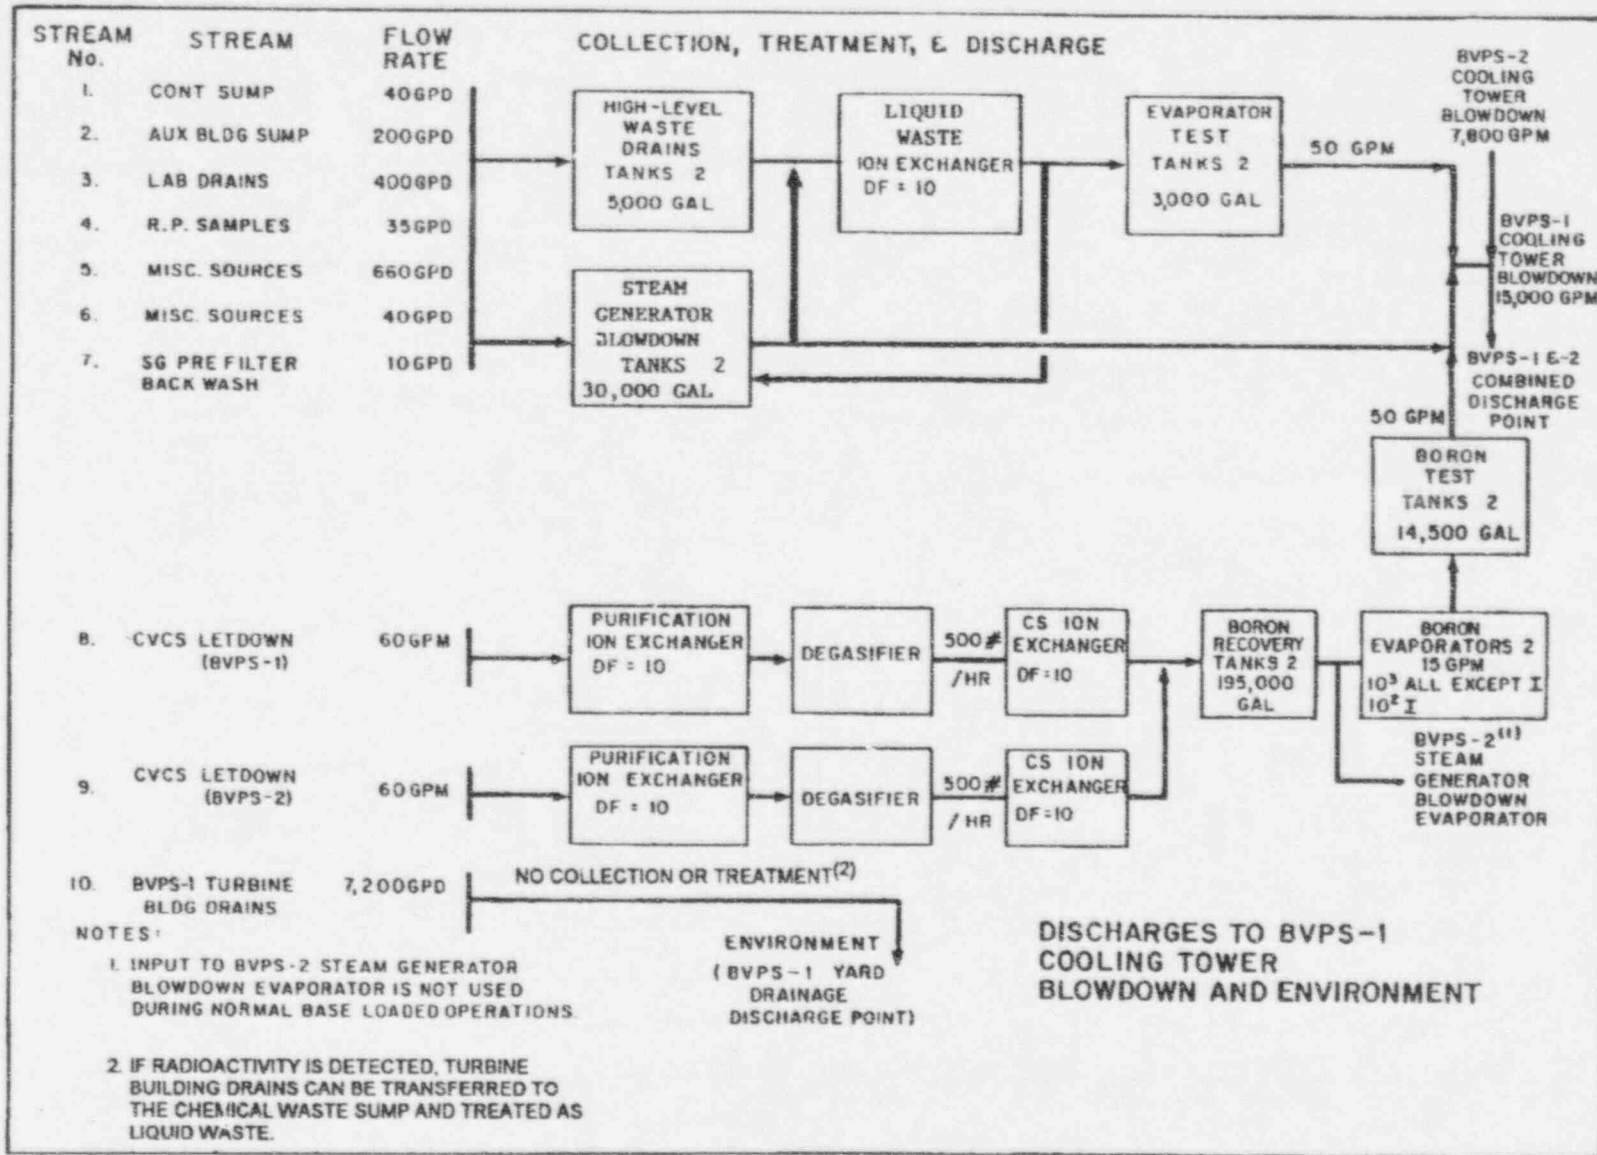 STREAM No.
STREAM
FLOW RATE
COLLECTION, TREATMENT, & DISCHARGE
1. CONT SUMP 40GPD
2. AUX BLDG SUMP 200GPD
3. LAB DRAINS 400GPD
4. R.P. SAMPLES 35GPD
5. MISC. SOURCES 660GPD
6. MISC. SOURCES 40GPD
7. SG PRE FILTER 10GPD
BACK WASH
HIGH-LEVEL
WASTE
DRAINS
TANKS 2
5,000 GAL
LIQUID
WASTE
ION EXCHANGER
DF = 10
EVAPORATOR
TEST
TANKS 2
3,000 GAL
50 GPM
BVPS-2
COOLING
TOWER
BLOWDOWN
7,800 GPM
BVPS-1
COOLING
TOWER
BLOWDOWN
15,000 GPM
STEAM
GENERATOR
BLOWDOWN
TANKS 2
30,000 GAL
BVPS-1 &-2
COMBINED
DISCHARGE
POINT
50 GPM
BORON
TEST
TANKS 2
14,500 GAL
8. CVCS LETDOWN 60GPM
(BVPS-1)
PURIFICATION
ION EXCHANGER
DF = 10
DEGASIFIER
500#
/HR
CS ION
EXCHANGER
DF=10
BORON
RECOVERY
TANKS 2
195,000
GAL
BORON
EVAPORATORS 2
15 GPM
10³ ALL EXCEPT I
10² I
BVPS-2⁽¹⁾
STEAM
GENERATOR
BLOWDOWN
EVAPORATOR
9. CVCS LETDOWN 60GPM
(BVPS-2)
PURIFICATION
ION EXCHANGER
DF = 10
DEGASIFIER
500#
/HR
CS ION
EXCHANGER
DF=10
10. BVPS-1 TURBINE 7,200GPD
BLDG DRAINS
NO COLLECTION OR TREATMENT⁽²⁾
ENVIRONMENT
(BVPS-1 YARD
DRAINAGE
DISCHARGE POINT)
DISCHARGES TO BVPS-1
COOLING TOWER
BLOWDOWN AND ENVIRONMENT
NOTES:
1. INPUT TO BVPS-2 STEAM GENERATOR
BLOWDOWN EVAPORATOR IS NOT USED
DURING NORMAL BASE LOADED OPERATIONS.
2. IF RADIOACTIVITY IS DETECTED, TURBINE
BUILDING DRAINS CAN BE TRANSFERRED TO
THE CHEMICAL WASTE SUMP AND TREATED AS
LIQUID WASTE.